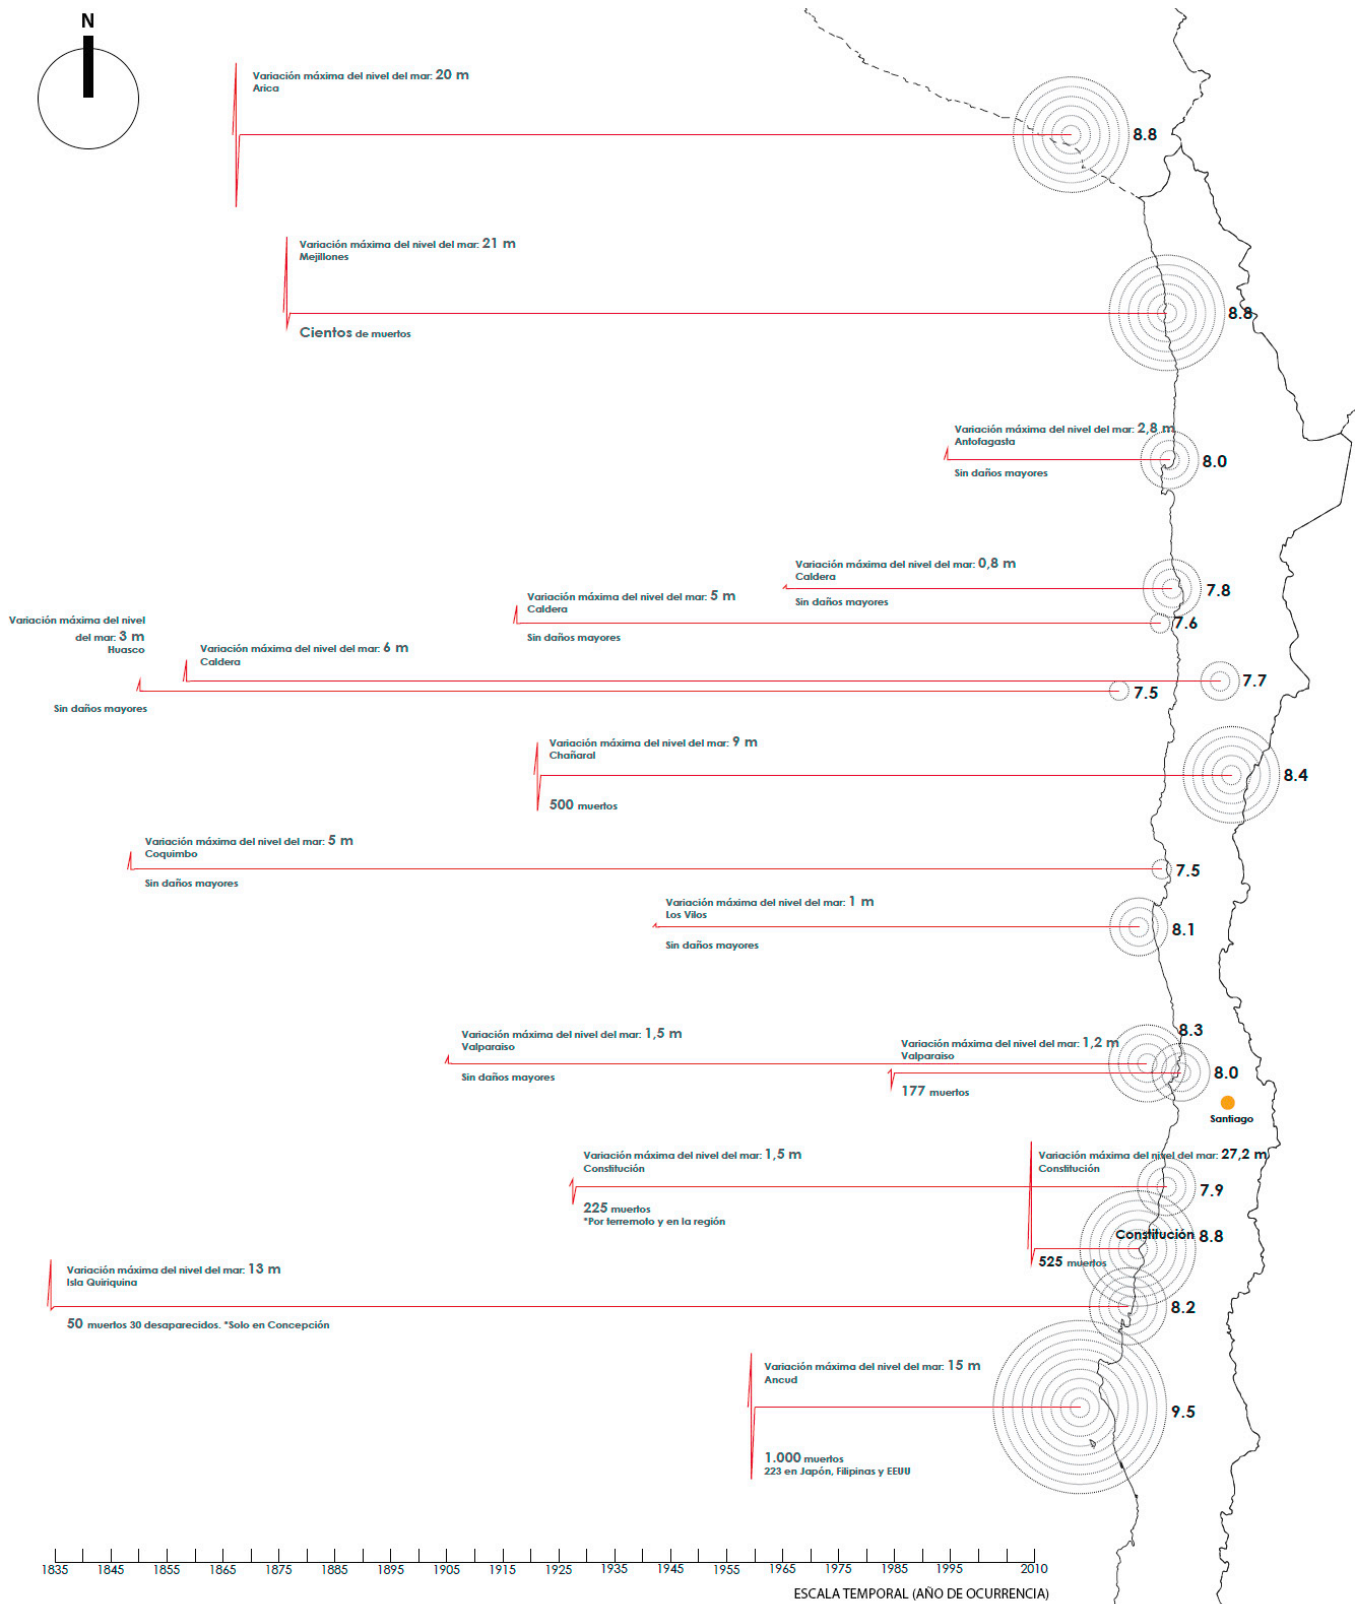 N
Variación máxima del nivel del mar: 20 m
Arica
8.8
Variación máxima del nivel del mar: 21 m
Mejillones
8.8
Cientos de muertos
Variación máxima del nivel del mar: 2,8 m
Antofagasta
8.0
Sin daños mayores
Variación máxima del nivel del mar: 0,8 m
Caldera
7.8
Sin daños mayores
Variación máxima del nivel del mar: 5 m
Caldera
7.6
Sin daños mayores
Variación máxima del nivel
del mar: 3 m
Huasco
Variación máxima del nivel del mar: 6 m
Caldera
7.7
7.5
Sin daños mayores
Variación máxima del nivel del mar: 9 m
Chañaral
8.4
500 muertos
Variación máxima del nivel del mar: 5 m
Coquimbo
7.5
Sin daños mayores
Variación máxima del nivel del mar: 1 m
Los Vilos
8.1
Sin daños mayores
8.3
Variación máxima del nivel del mar: 1,5 m
Valparaiso
Sin daños mayores
Variación máxima del nivel del mar: 1,2 m
Valparaiso
8.0
177 muertos
Santiago
Variación máxima del nivel del mar: 1,5 m
Constitución
7.9
225 muertos
*Por terremoto y en la región
Variación máxima del nivel del mar: 27,2 m
Constitución
Constitución 8.8
525 muertos
Variación máxima del nivel del mar: 13 m
Isla Quiriquina
8.2
50 muertos 30 desaparecidos. *Solo en Concepción
Variación máxima del nivel del mar: 15 m
Ancud
9.5
1.000 muertos
223 en Japón, Filipinas y EEUU
1835 1845 1855 1865 1875 1885 1895 1905 1915 1925 1935 1945 1955 1965 1975 1985 1995 2010
ESCALA TEMPORAL (AÑO DE OCURRENCIA)